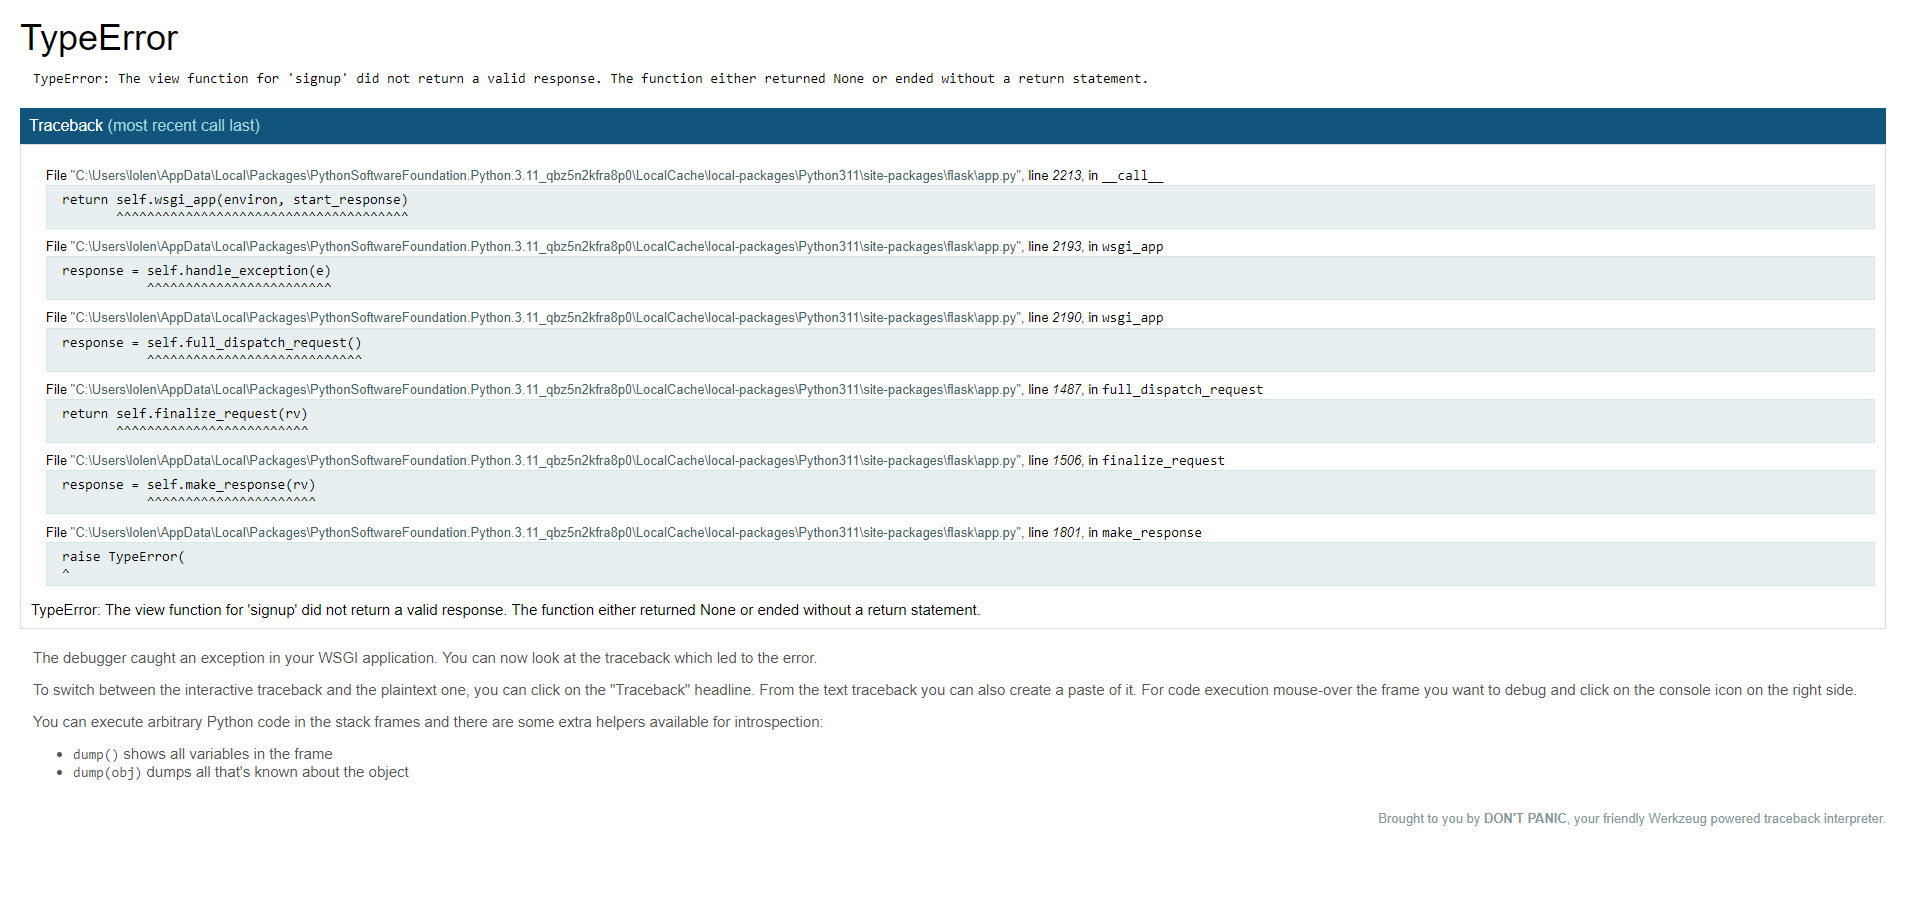 TypeError
TypeError: The view function for 'signup' did not return a valid response. The function either returned None or ended without a return statement.
Traceback (most recent call last)
File "C:\Users\lolen\AppData\Local\Packages\PythonSoftwareFoundation.Python.3.11_qbz5n2kfra8p0\LocalCache\local-packages\Python311\site-packages\flask\app.py", line 2213, in __call__
return self.wsgi_app(environ, start_response)
^^^^^^^^^^^^^^^^^^^^^^^^^^^^^^^^^^^^^^
File "C:\Users\lolen\AppData\Local\Packages\PythonSoftwareFoundation.Python.3.11_qbz5n2kfra8p0\LocalCache\local-packages\Python311\site-packages\flask\app.py", line 2193, in wsgi_app
response = self.handle_exception(e)
^^^^^^^^^^^^^^^^^^^^^^^^
File "C:\Users\lolen\AppData\Local\Packages\PythonSoftwareFoundation.Python.3.11_qbz5n2kfra8p0\LocalCache\local-packages\Python311\site-packages\flask\app.py", line 2190, in wsgi_app
response = self.full_dispatch_request()
^^^^^^^^^^^^^^^^^^^^^^^^^^^^
File "C:\Users\lolen\AppData\Local\Packages\PythonSoftwareFoundation.Python.3.11_qbz5n2kfra8p0\LocalCache\local-packages\Python311\site-packages\flask\app.py", line 1487, in full_dispatch_request
return self.finalize_request(rv)
^^^^^^^^^^^^^^^^^^^^^^^^^
File "C:\Users\lolen\AppData\Local\Packages\PythonSoftwareFoundation.Python.3.11_qbz5n2kfra8p0\LocalCache\local-packages\Python311\site-packages\flask\app.py", line 1506, in finalize_request
response = self.make_response(rv)
^^^^^^^^^^^^^^^^^^^^^^
File "C:\Users\lolen\AppData\Local\Packages\PythonSoftwareFoundation.Python.3.11_qbz5n2kfra8p0\LocalCache\local-packages\Python311\site-packages\flask\app.py", line 1801, in make_response
raise TypeError(
^
TypeError: The view function for 'signup' did not return a valid response. The function either returned None or ended without a return statement.
The debugger caught an exception in your WSGI application. You can now look at the traceback which led to the error.
To switch between the interactive traceback and the plaintext one, you can click on the "Traceback" headline. From the text traceback you can also create a paste of it. For code execution mouse-over the frame you want to debug and click on the console icon on the right side.
You can execute arbitrary Python code in the stack frames and there are some extra helpers available for introspection:
• dump() shows all variables in the frame
• dump(obj) dumps all that's known about the object
Brought to you by DON'T PANIC, your friendly Werkzeug powered traceback interpreter.